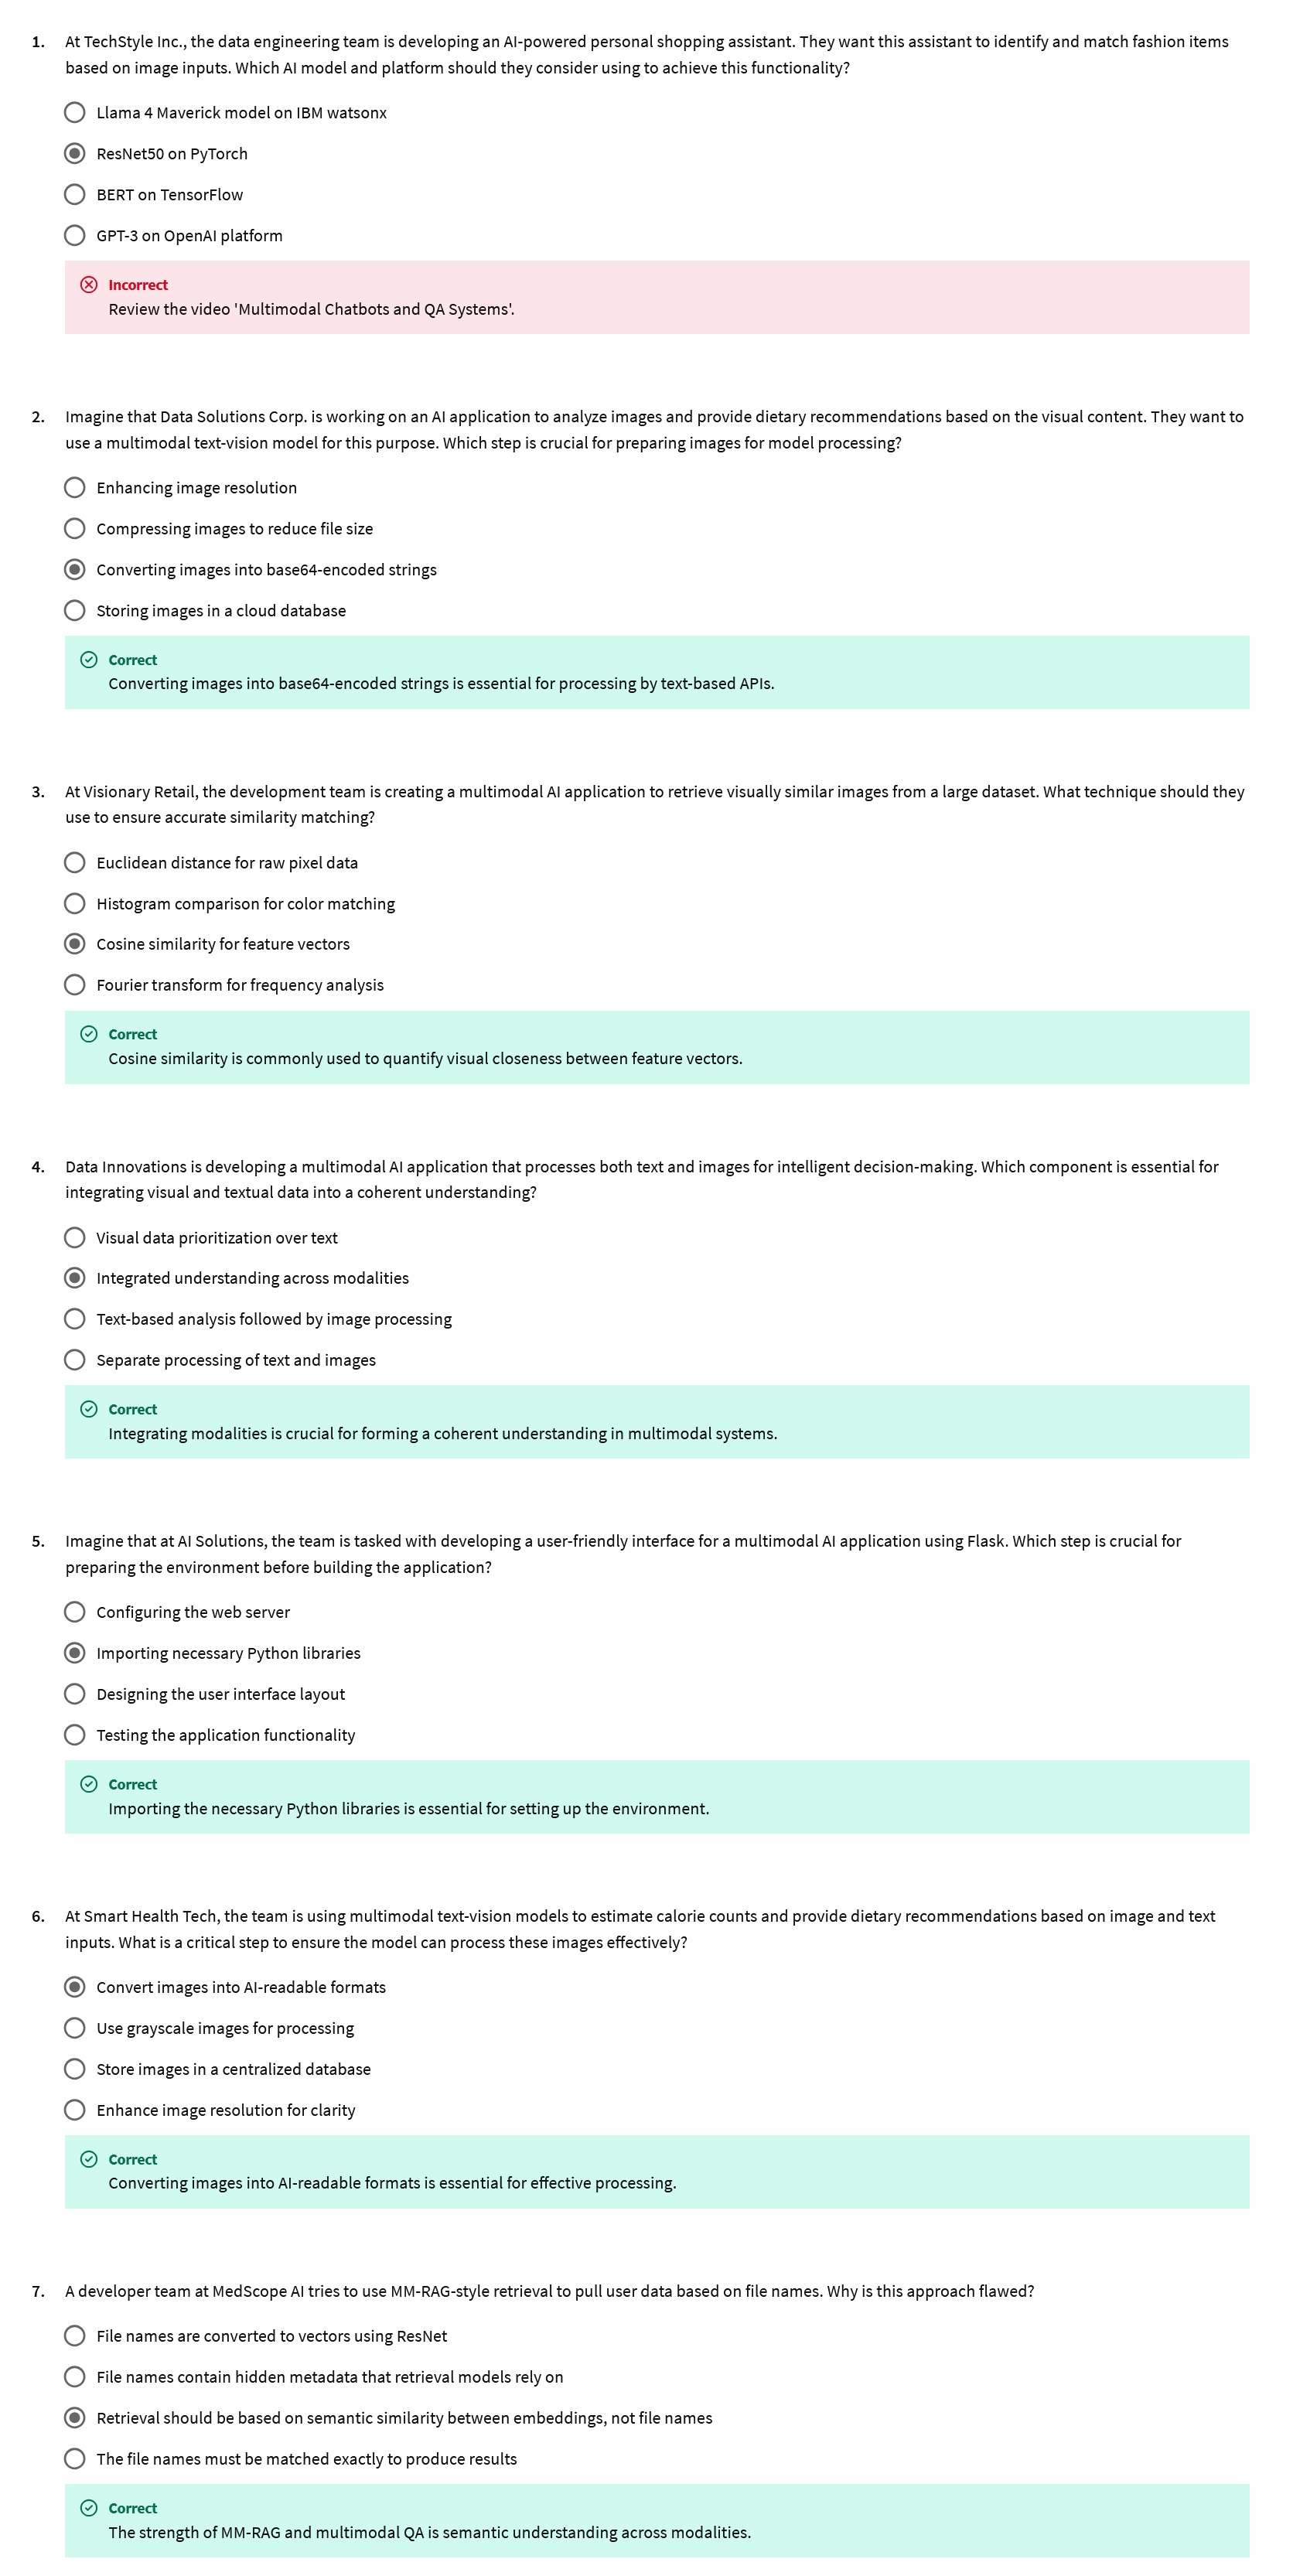 1. At TechStyle Inc., the data engineering team is developing an AI-powered personal shopping assistant. They want this assistant to identify and match fashion items
based on image inputs. Which AI model and platform should they consider using to achieve this functionality?
Llama 4 Maverick model on IBM watsonx
ResNet50 on PyTorch
BERT on TensorFlow
GPT-3 on OpenAI platform
Incorrect
Review the video 'Multimodal Chatbots and QA Systems'.
2. Imagine that Data Solutions Corp. is working on an AI application to analyze images and provide dietary recommendations based on the visual content. They want to
use a multimodal text-vision model for this purpose. Which step is crucial for preparing images for model processing?
Enhancing image resolution
Compressing images to reduce file size
Converting images into base64-encoded strings
Storing images in a cloud database
Correct
Converting images into base64-encoded strings is essential for processing by text-based APIs.
3. At Visionary Retail, the development team is creating a multimodal AI application to retrieve visually similar images from a large dataset. What technique should they
use to ensure accurate similarity matching?
Euclidean distance for raw pixel data
Histogram comparison for color matching
Cosine similarity for feature vectors
Fourier transform for frequency analysis
Correct
Cosine similarity is commonly used to quantify visual closeness between feature vectors.
4. Data Innovations is developing a multimodal AI application that processes both text and images for intelligent decision-making. Which component is essential for
integrating visual and textual data into a coherent understanding?
Visual data prioritization over text
Integrated understanding across modalities
Text-based analysis followed by image processing
Separate processing of text and images
Correct
Integrating modalities is crucial for forming a coherent understanding in multimodal systems.
5. Imagine that at AI Solutions, the team is tasked with developing a user-friendly interface for a multimodal AI application using Flask. Which step is crucial for
preparing the environment before building the application?
Configuring the web server
Importing necessary Python libraries
Designing the user interface layout
Testing the application functionality
Correct
Importing the necessary Python libraries is essential for setting up the environment.
6. At Smart Health Tech, the team is using multimodal text-vision models to estimate calorie counts and provide dietary recommendations based on image and text
inputs. What is a critical step to ensure the model can process these images effectively?
Convert images into AI-readable formats
Use grayscale images for processing
Store images in a centralized database
Enhance image resolution for clarity
Correct
Converting images into AI-readable formats is essential for effective processing.
7. A developer team at MedScope AI tries to use MM-RAG-style retrieval to pull user data based on file names. Why is this approach flawed?
File names are converted to vectors using ResNet
File names contain hidden metadata that retrieval models rely on
Retrieval should be based on semantic similarity between embeddings, not file names
The file names must be matched exactly to produce results
Correct
The strength of MM-RAG and multimodal QA is semantic understanding across modalities.